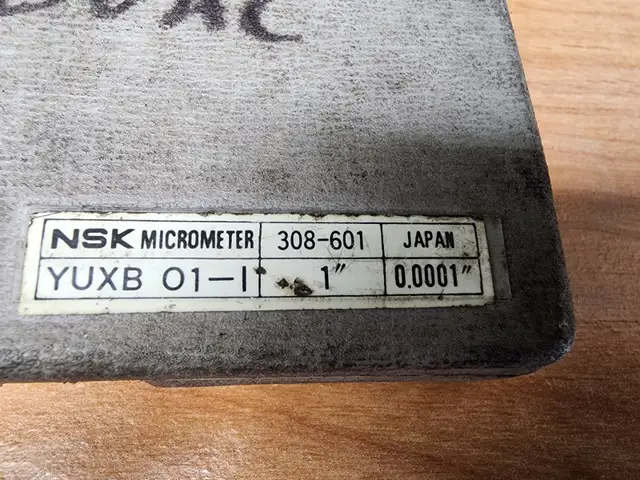 NSK MICROMETER 308-601 JAPAN
YUXB 01-1 1" 0.0001"